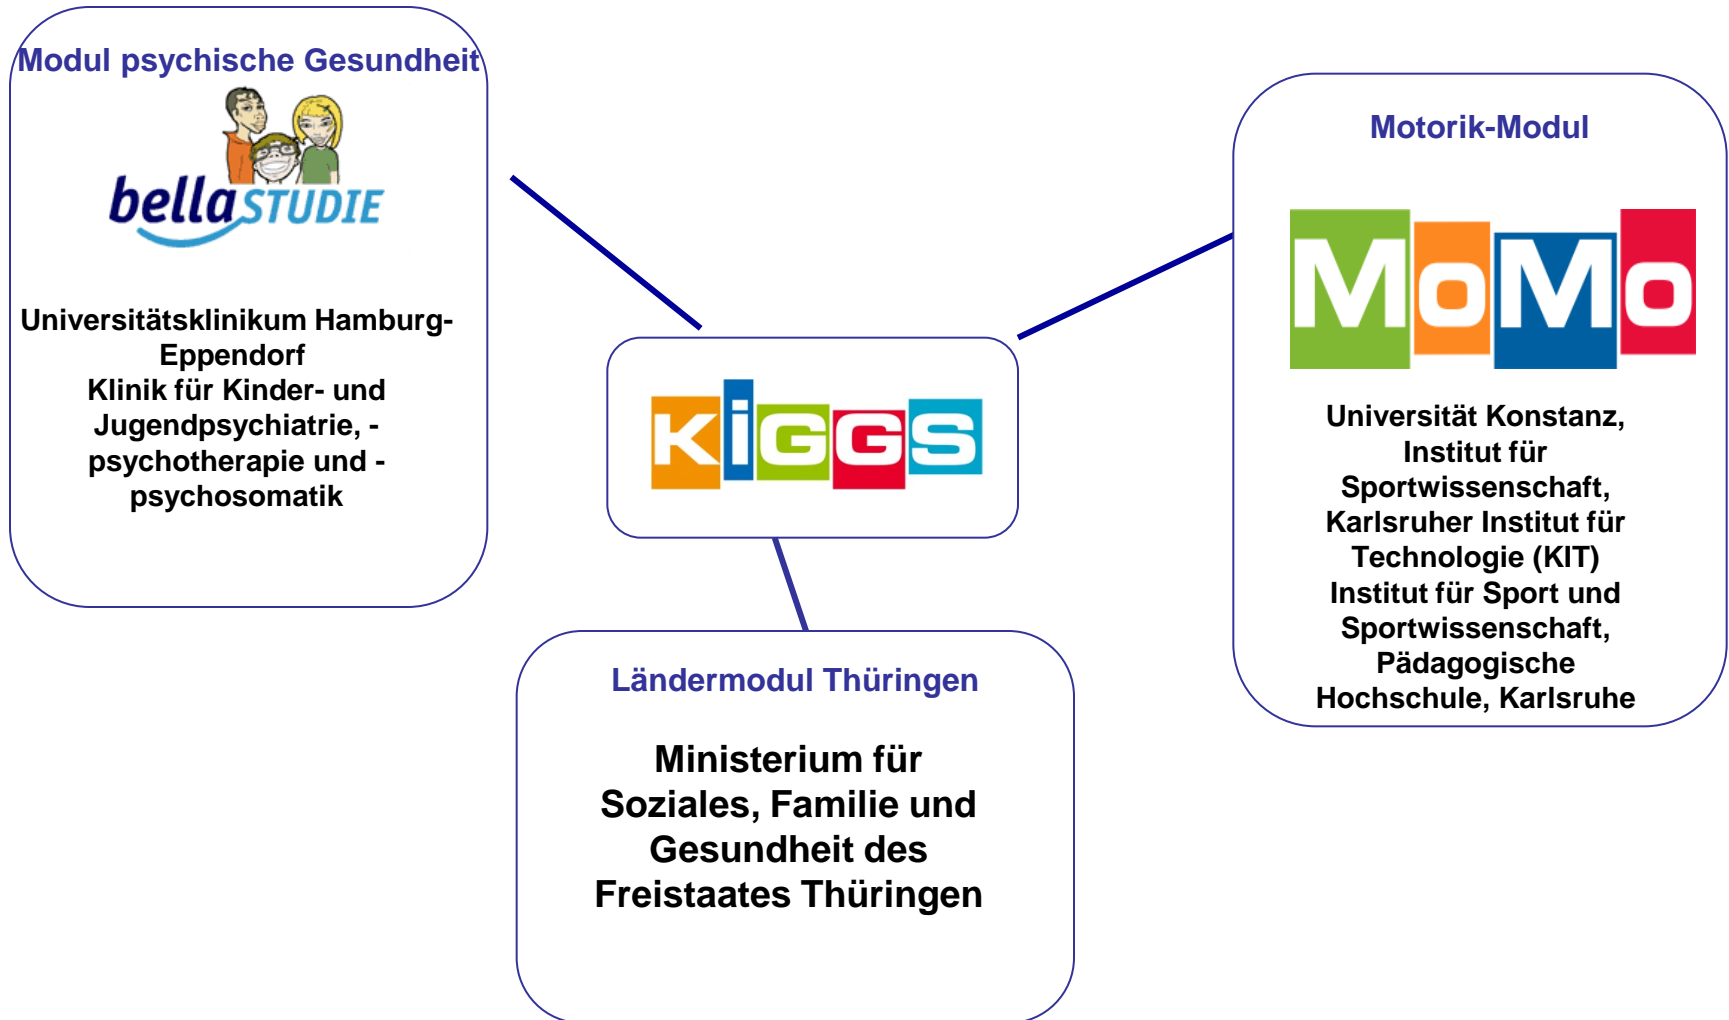 Modul psychische Gesundheit
bella STUDIE
Universitätsklinikum Hamburg-
Eppendorf
Klinik für Kinder- und
Jugendpsychiatrie, -
psychotherapie und -
psychosomatik
KiGGS
Motorik-Modul
MoMo
Universität Konstanz,
Institut für
Sportwissenschaft,
Karlsruher Institut für
Technologie (KIT)
Institut für Sport und
Sportwissenschaft,
Pädagogische
Hochschule, Karlsruhe
Ländermodul Thüringen
Ministerium für
Soziales, Familie und
Gesundheit des
Freistaates Thüringen